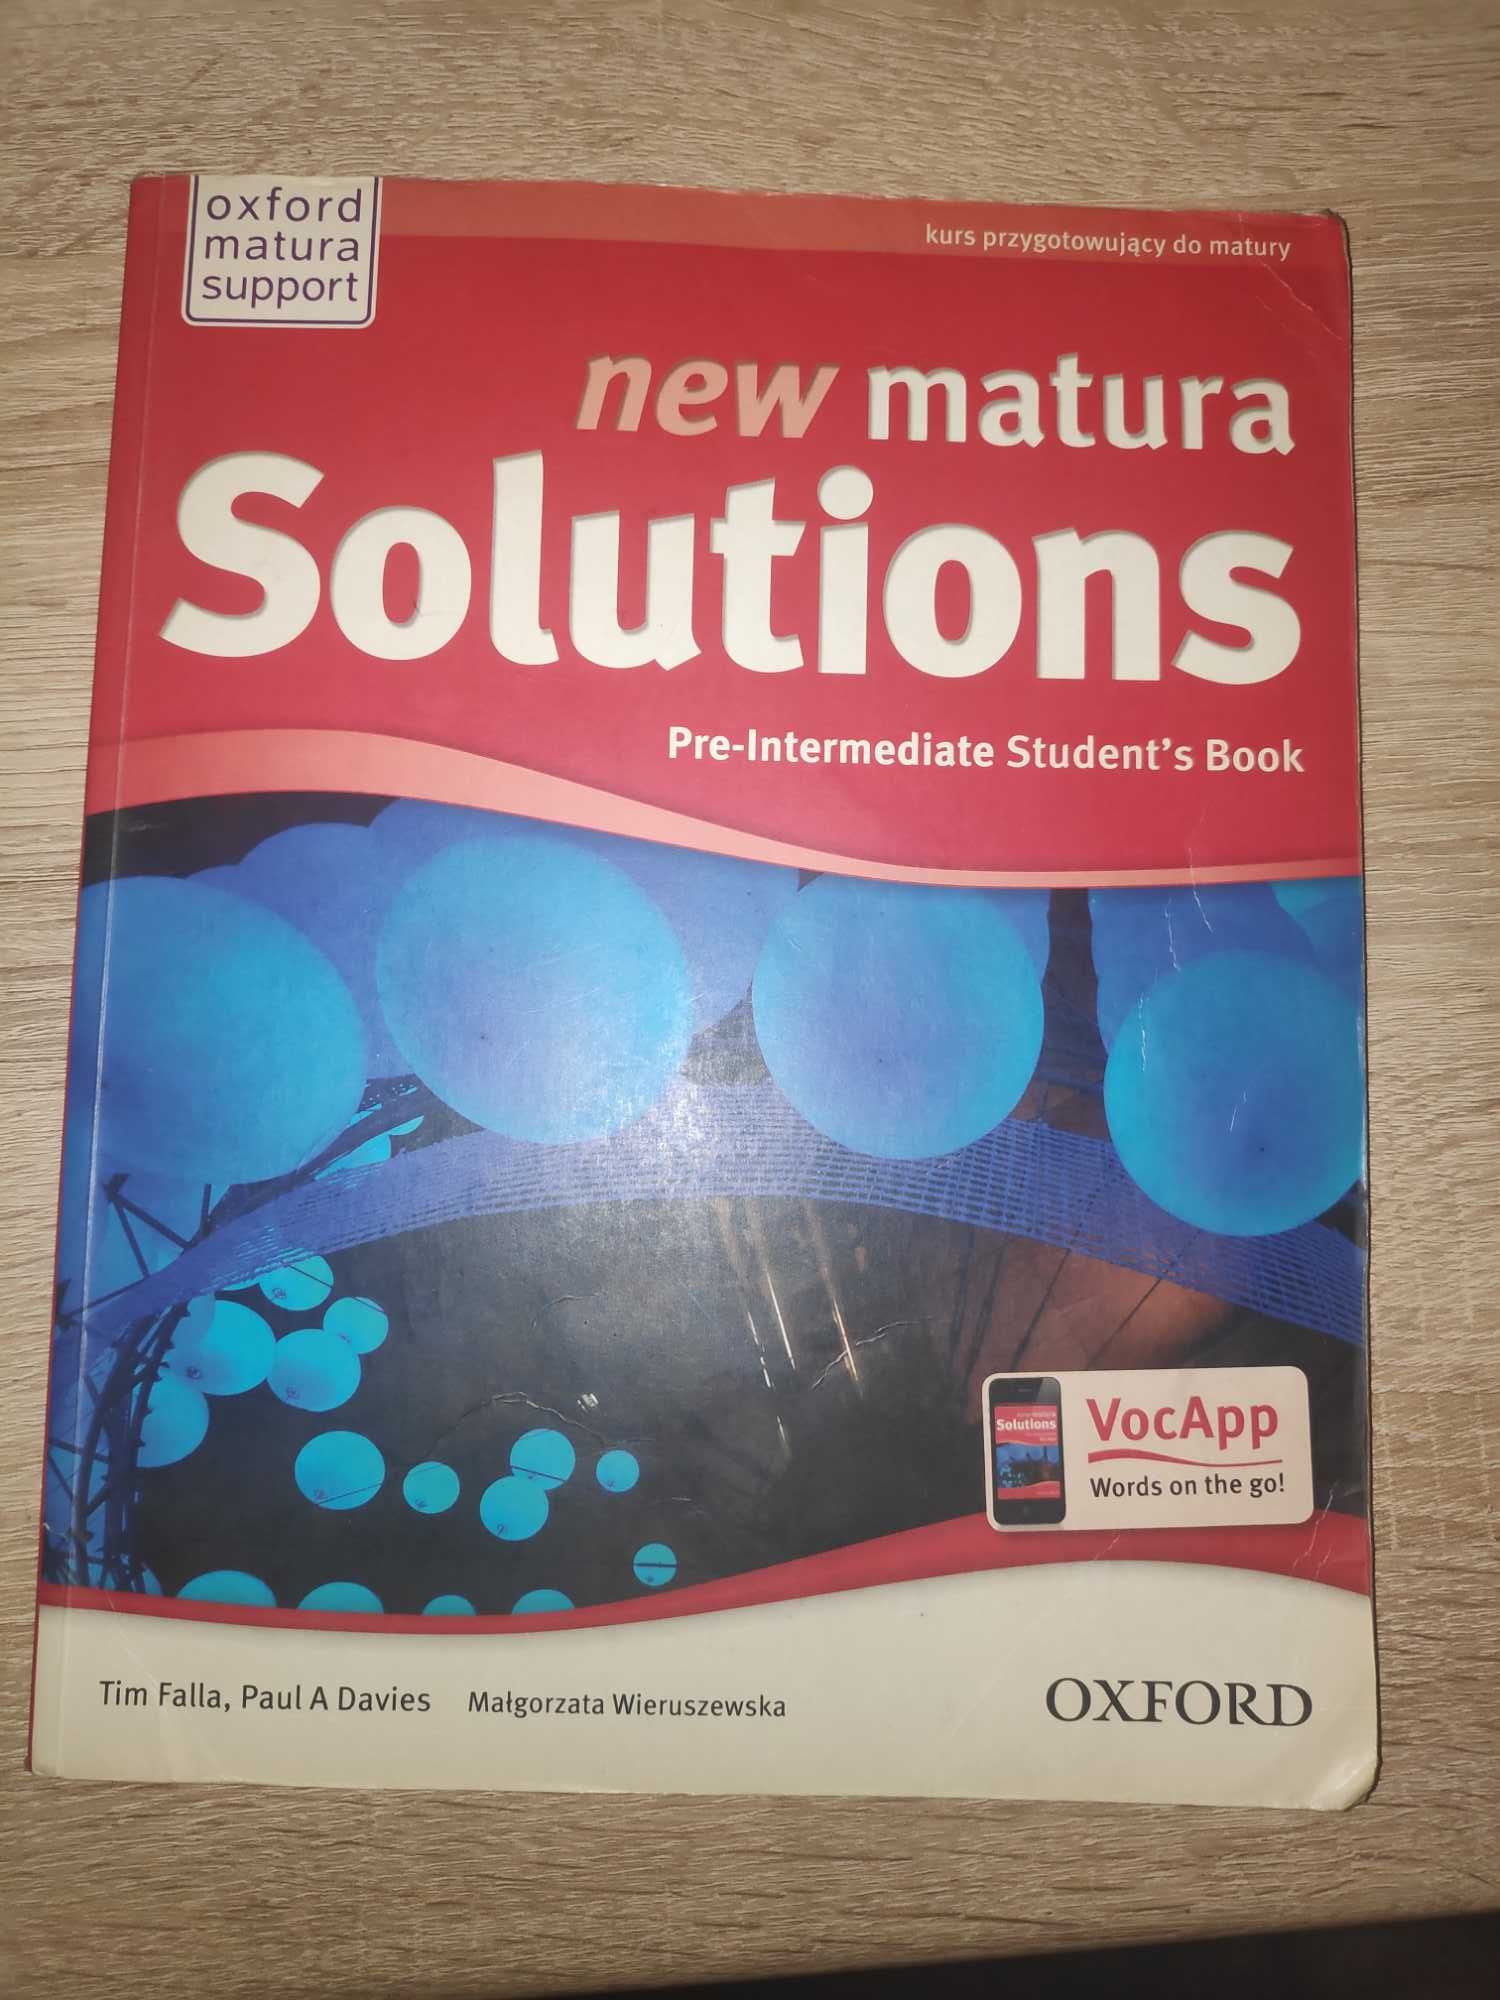 oxford
matura
support
kurs przygotowujący do matury
new matura
Solutions
Pre-Intermediate Student's Book
Solutions
VocApp
Words on the go!
Tim Falla, Paul A Davies Małgorzata Wieruszewska
OXFORD